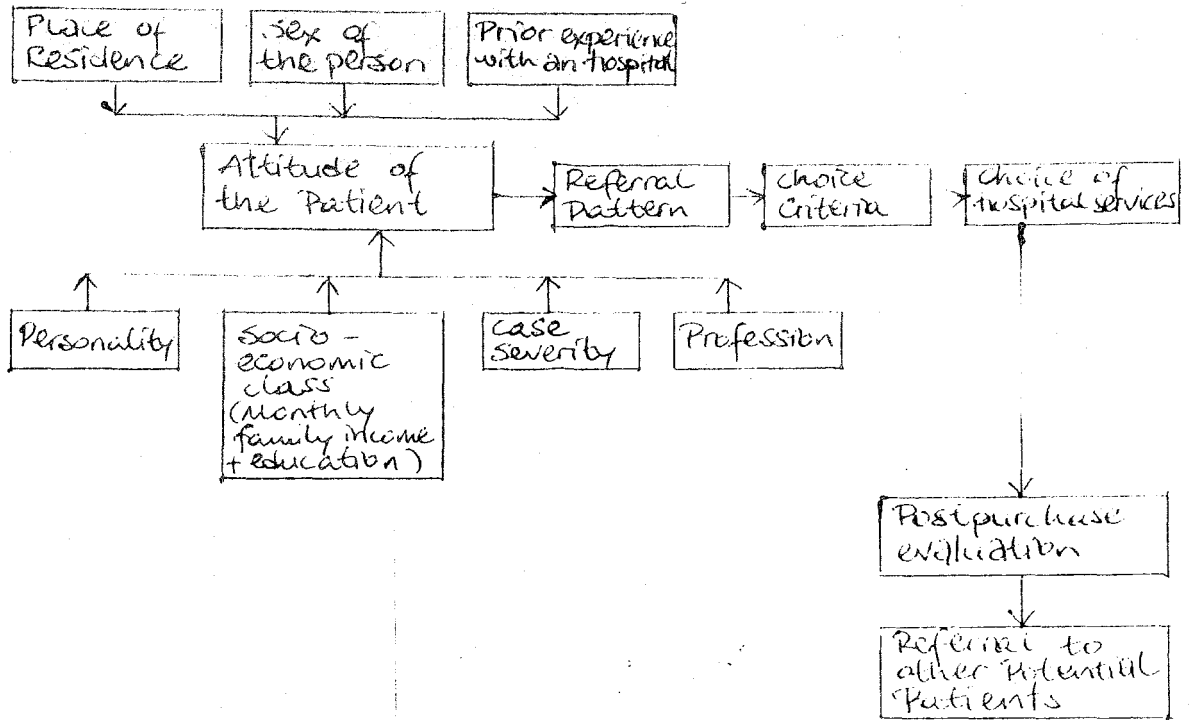 Place of
Residence
Sex of
the person
Prior experience
with an hospital
Attitude of
the Patient
Referral
Pattern
Choice
Criteria
Choice of
hospital services
Personality
Socio-
economic
class
(Monthly
family income
+ education)
Case
Severity
Profession
Postpurchase
evaluation
Referral to
other Potential
Patients